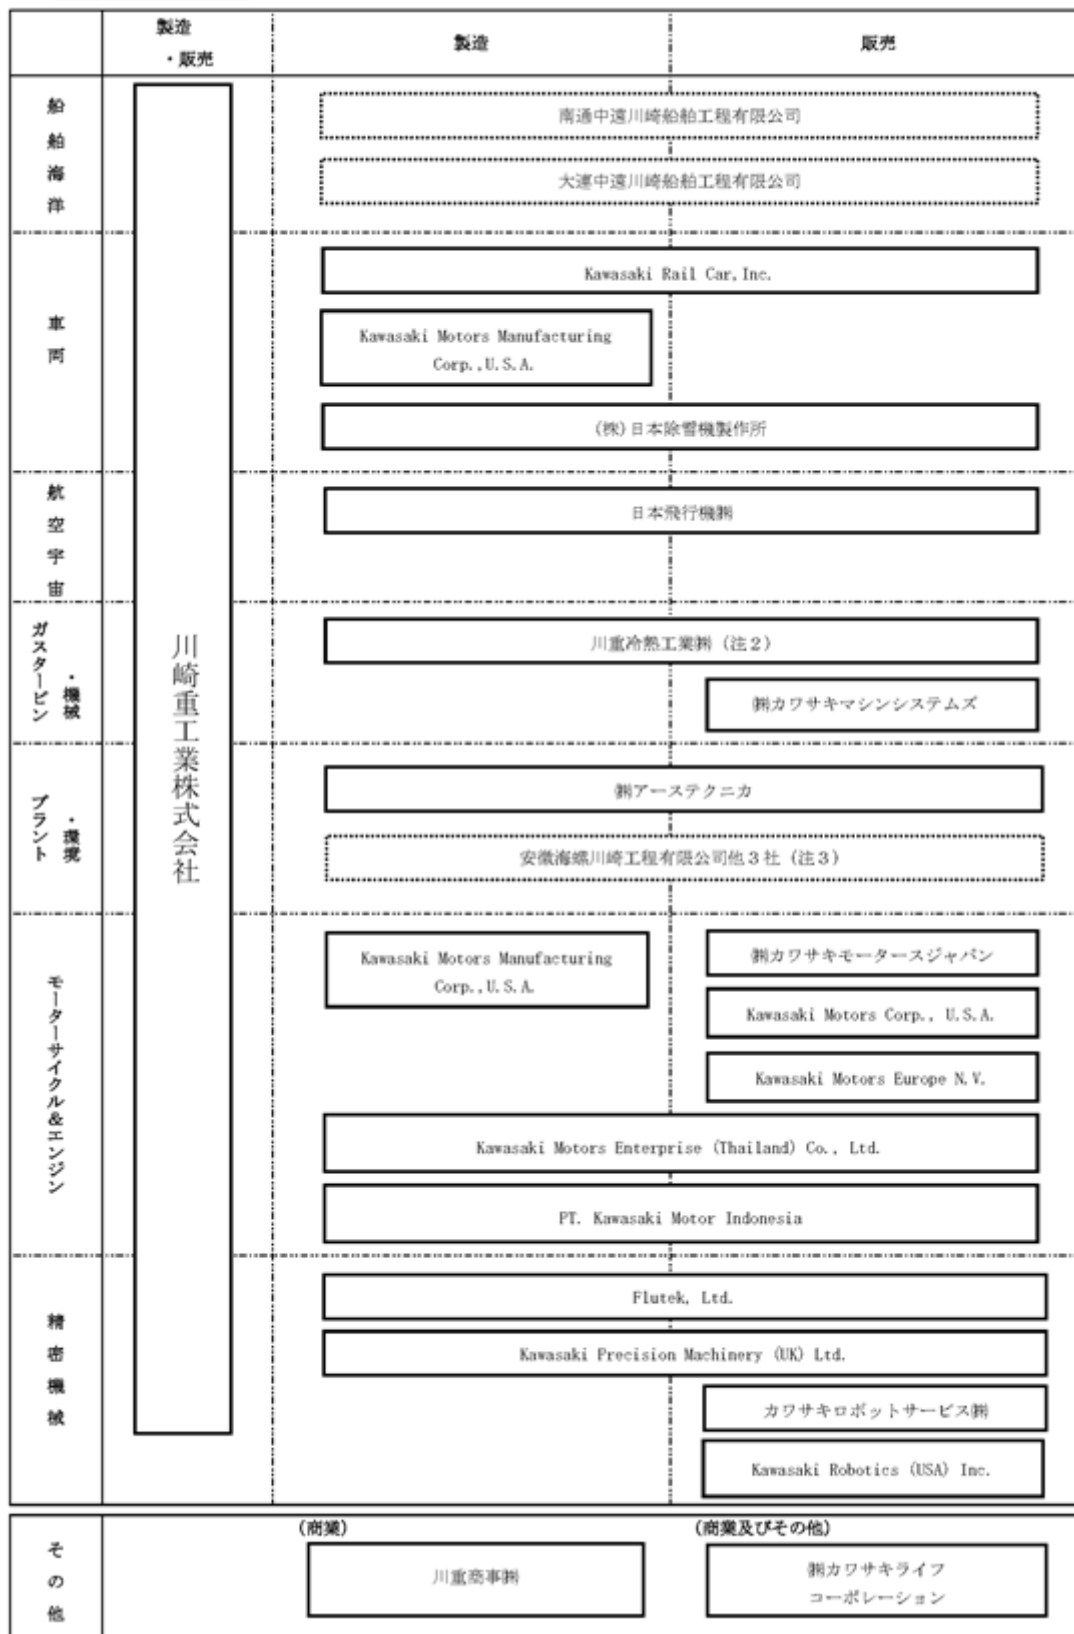 製造
・販売
製造
販売
船舶海洋
南通中遠川崎船舶工程有限公司
大連中遠川崎船舶工程有限公司
車両
Kawasaki Rail Car, Inc.
Kawasaki Motors Manufacturing
Corp.,U.S.A.
(株)日本除雪機製作所
航空宇宙
日本飛行機㈱
ガスタービン
・機械
川重冷熱工業㈱（注２）
㈱カワサキマシンシステムズ
プラント
・環境
㈱アーステクニカ
安徽海螺川崎工程有限公司他３社（注３）
川崎重工業株式会社
モーターサイクル＆エンジン
Kawasaki Motors Manufacturing
Corp.,U.S.A.
㈱カワサキモータースジャパン
Kawasaki Motors Corp., U.S.A.
Kawasaki Motors Europe N.V.
Kawasaki Motors Enterprise (Thailand) Co., Ltd.
PT. Kawasaki Motor Indonesia
精密機械
Flutek, Ltd.
Kawasaki Precision Machinery (UK) Ltd.
カワサキロボットサービス㈱
Kawasaki Robotics (USA) Inc.
その他
(商業)
川重商事㈱
(商業及びその他)
㈱カワサキライフ
コーポレーション